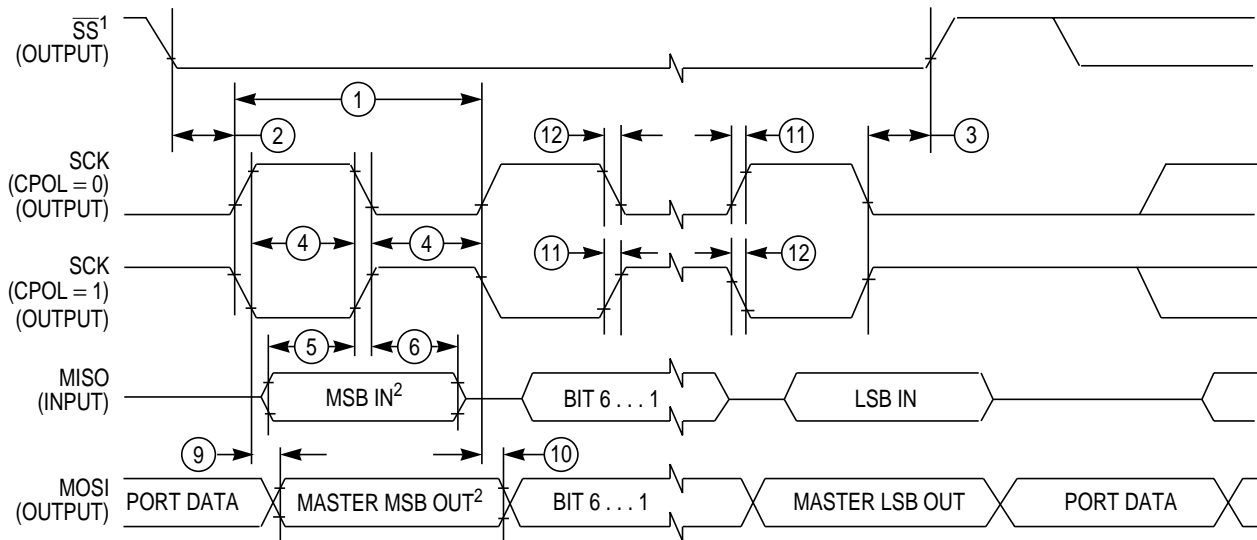 SS¹
(OUTPUT)
1
2
12
11
3
SCK
(CPOL = 0)
(OUTPUT)
4
4
SCK
(CPOL = 1)
(OUTPUT)
11
12
5
6
MISO
(INPUT)
MSB IN²
BIT 6 . . . 1
LSB IN
9
10
MOSI
(OUTPUT)
PORT DATA
MASTER MSB OUT²
BIT 6 . . . 1
MASTER LSB OUT
PORT DATA